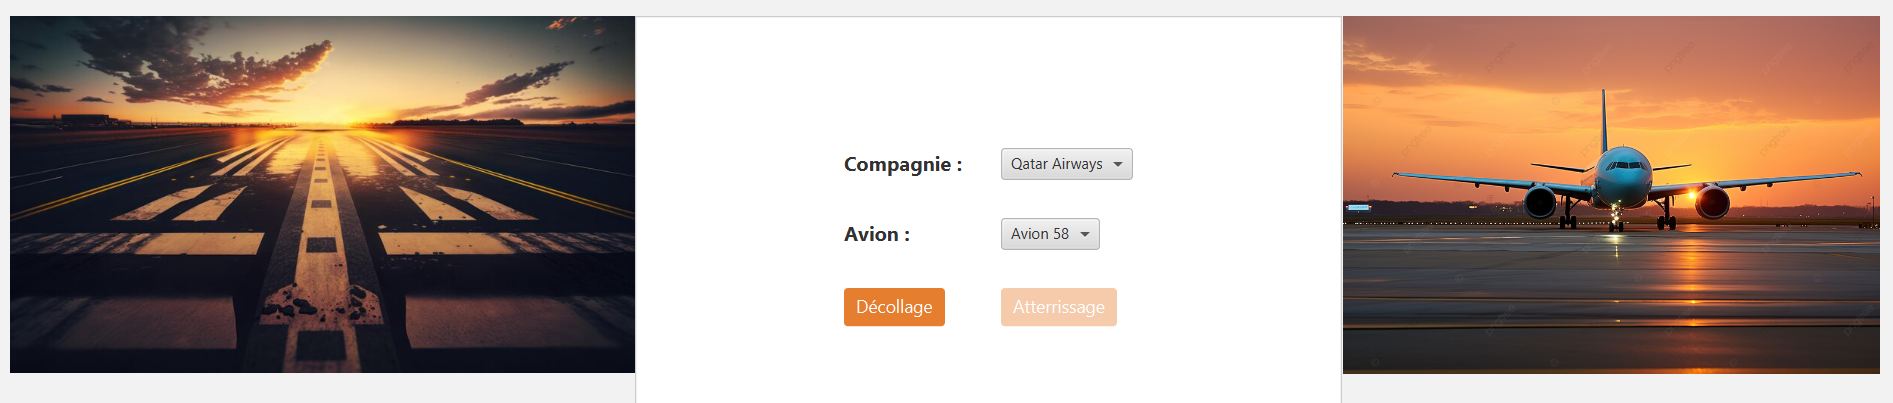 Compagnie : Qatar Airways
Avion : Avion 58
Décollage Atterrissage